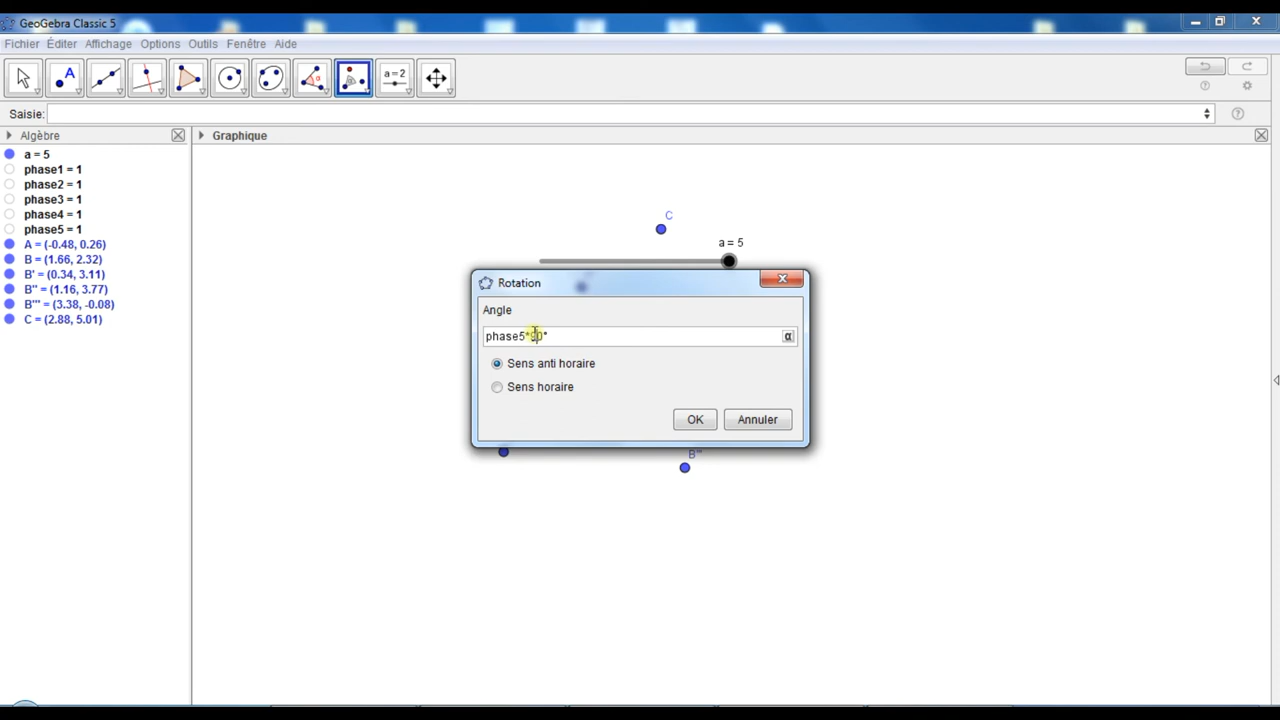 GeoGebra Classic 5
Fichier Éditer Affichage Options Outils Fenêtre Aide
A
a=2
Saisie:
Algèbre
Graphique
a = 5
phase1 = 1
phase2 = 1
phase3 = 1
phase4 = 1
phase5 = 1
A = (-0.48, 0.26)
B = (1.66, 2.32)
B' = (0.34, 3.11)
B'' = (1.16, 3.77)
B''' = (3.38, -0.08)
C = (2.88, 5.01)
C
a = 5
Rotation
Angle
phase5*90°
α
Sens anti horaire
Sens horaire
OK Annuler
B'''